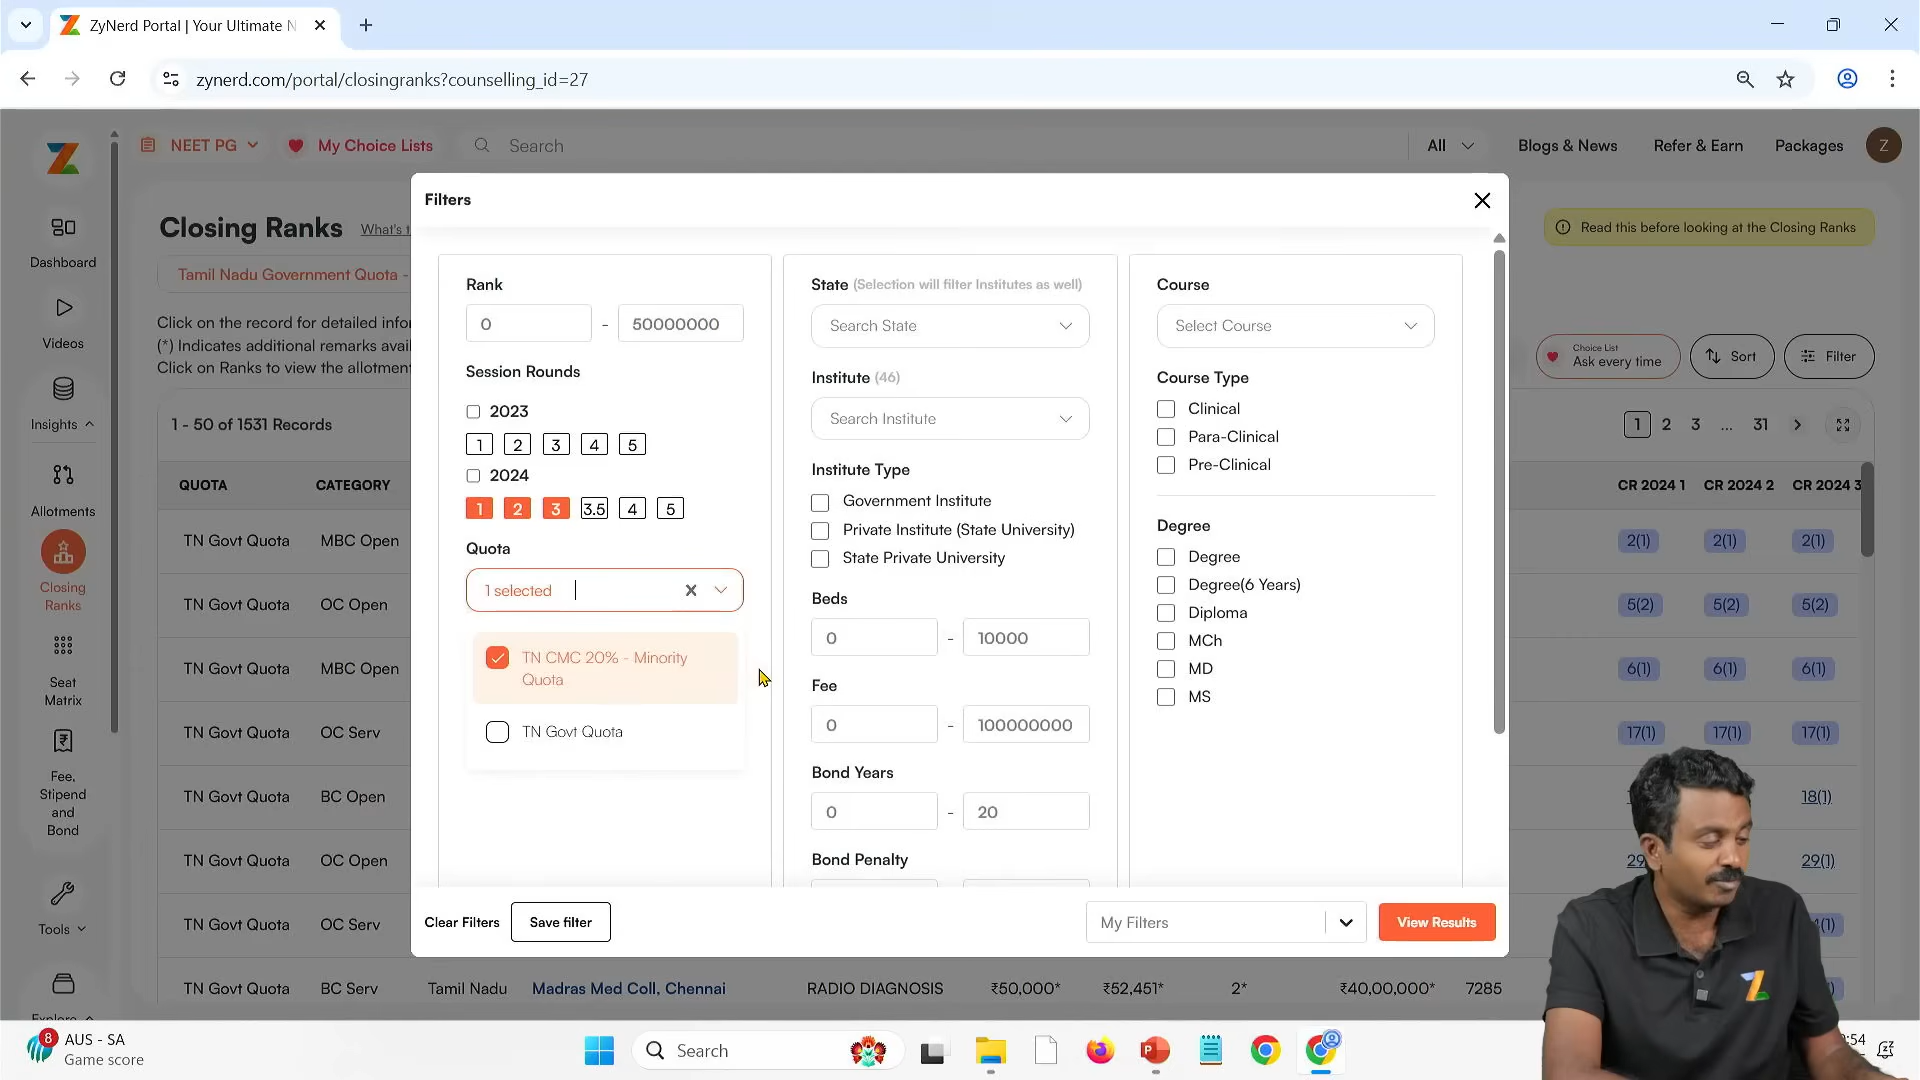 ZyNerd Portal | Your Ultimate N
zynerd.com/portal/closingranks?counselling_id=27
NEET PG
My Choice Lists
Search
All
Blogs & News
Refer & Earn
Packages
Z
Dashboard
Videos
Insights
Allotments
Closing
Ranks
Seat
Matrix
Fee,
Stipend
and
Bond
Tools
Explore
Closing Ranks
What's t
Read this before looking at the Closing Ranks
Tamil Nadu Government Quota -
Click on the record for detailed infor
(*) Indicates additional remarks avail
Click on Ranks to view the allotment
Choice List
Ask every time
Sort
Filter
1 - 50 of 1531 Records
1 2 3 ... 31
QUOTA CATEGORY CR 2024 1 CR 2024 2 CR 2024 3
TN Govt Quota MBC Open 2(1) 2(1) 2(1)
TN Govt Quota OC Open 5(2) 5(2) 5(2)
TN Govt Quota MBC Open 6(1) 6(1) 6(1)
TN Govt Quota OC Serv 17(1) 17(1) 17(1)
TN Govt Quota BC Open 18(1)
TN Govt Quota OC Open 29 29(1)
TN Govt Quota OC Serv
TN Govt Quota BC Serv Tamil Nadu Madras Med Coll, Chennai RADIO DIAGNOSIS ₹50,000* ₹52,451* 2* ₹40,00,000* 7285
Filters
Rank
0 - 50000000
Session Rounds
2023
1 2 3 4 5
2024
1 2 3 3.5 4 5
Quota
1 selected
TN CMC 20% - Minority
Quota
TN Govt Quota
State (Selection will filter Institutes as well)
Search State
Institute (46)
Search Institute
Institute Type
Government Institute
Private Institute (State University)
State Private University
Beds
0 - 10000
Fee
0 - 100000000
Bond Years
0 - 20
Bond Penalty
Course
Select Course
Course Type
Clinical
Para-Clinical
Pre-Clinical
Degree
Degree
Degree(6 Years)
Diploma
MCh
MD
MS
Clear Filters
Save filter
My Filters
View Results
8
AUS - SA
Game score
Search
:54